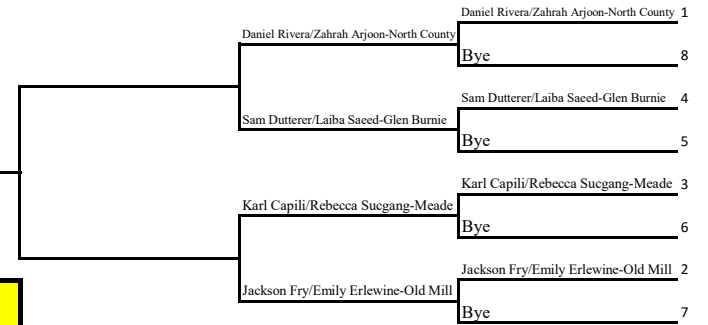 Daniel Rivera/Zahrah Arjoon-North County 1
Daniel Rivera/Zahrah Arjoon-North County
Bye 8
Sam Dutterer/Laiba Saeed-Glen Burnie 4
Sam Dutterer/Laiba Saeed-Glen Burnie
Bye 5
Karl Capili/Rebecca Sucgang-Meade 3
Karl Capili/Rebecca Sucgang-Meade
Bye 6
Jackson Fry/Emily Erlewine-Old Mill 2
Jackson Fry/Emily Erlewine-Old Mill
Bye 7